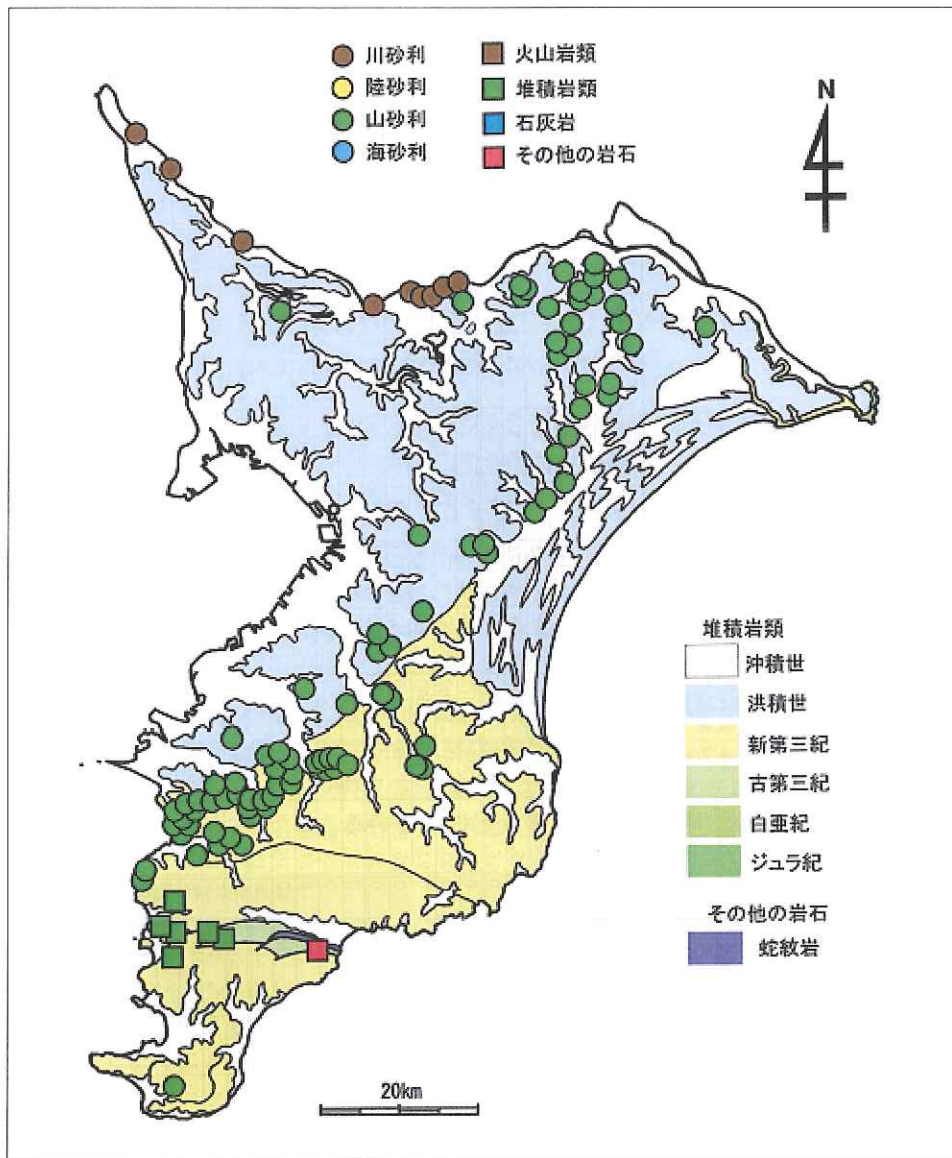 川砂利
陸砂利
山砂利
海砂利
火山岩類
堆積岩類
石灰岩
その他の岩石
N
堆積岩類
沖積世
洪積世
新第三紀
古第三紀
白亜紀
ジュラ紀
その他の岩石
蛇紋岩
20km